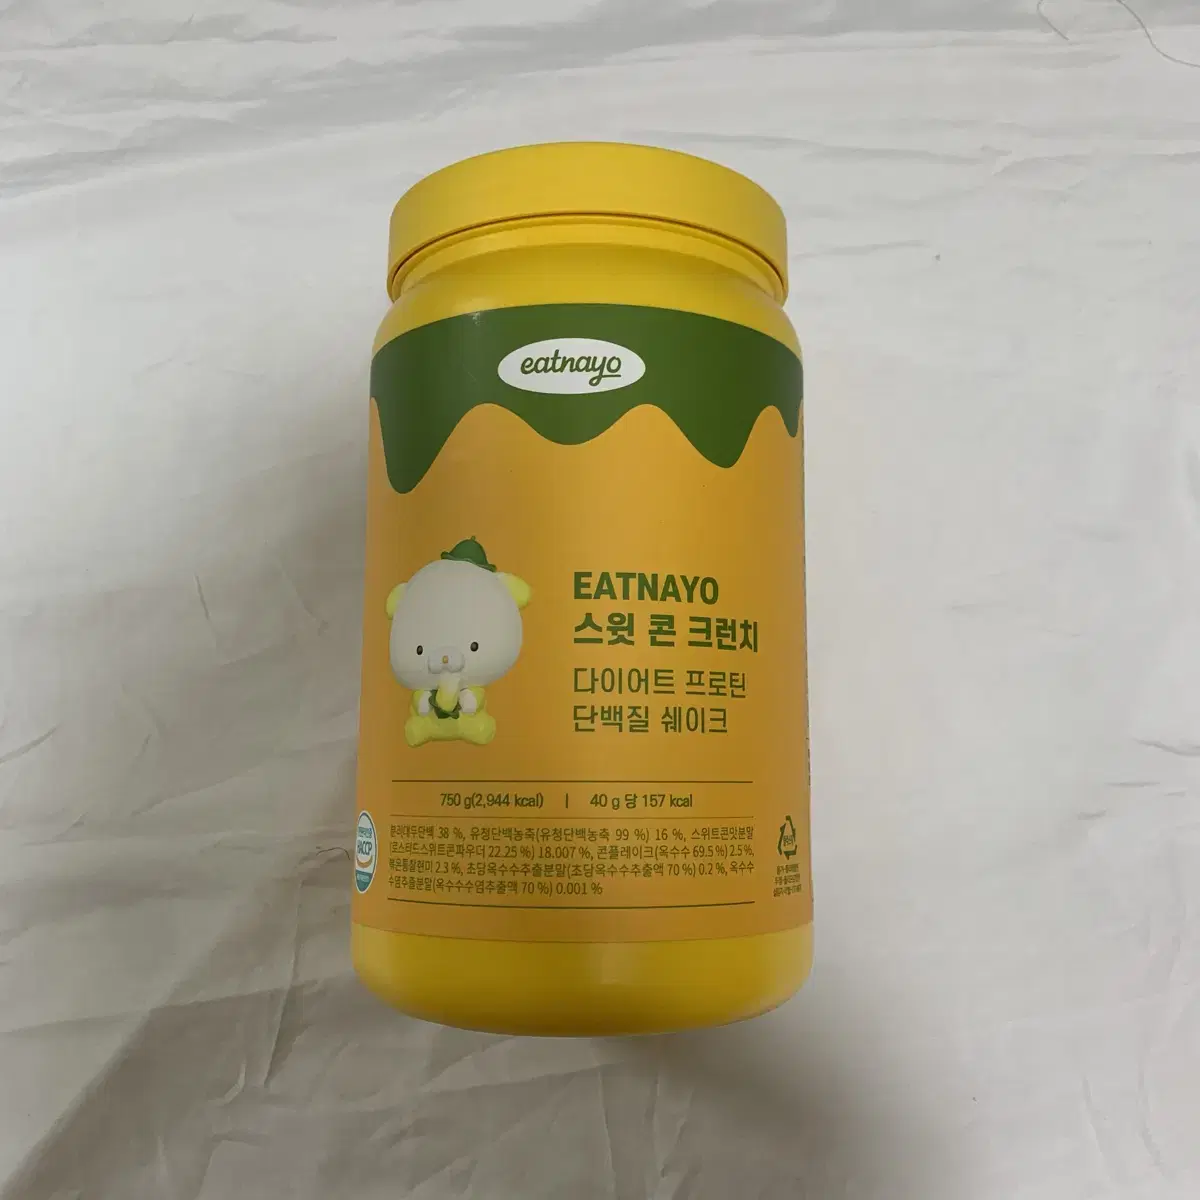 eatnayo
EATNAYO
스윗 콘 크런치
다이어트 프로틴
단백질 쉐이크
750 g(2,944 kcal) | 40 g 당 157 kcal
분리대두단백 38 %, 유청단백농축(유청단백농축 99 %) 16 %, 스위트콘맛분말
(로스티드스위트콘파우더 22.25 %) 18.007 %, 콘플레이크(옥수수 69.5 %) 2.5 %,
볶은통찰현미 2.3 %, 초당옥수수추출분말(초당옥수수추출액 70 %) 0.2 %, 옥수수
수염추출분말(옥수수수염추출액 70 %) 0.001 %
HACCP